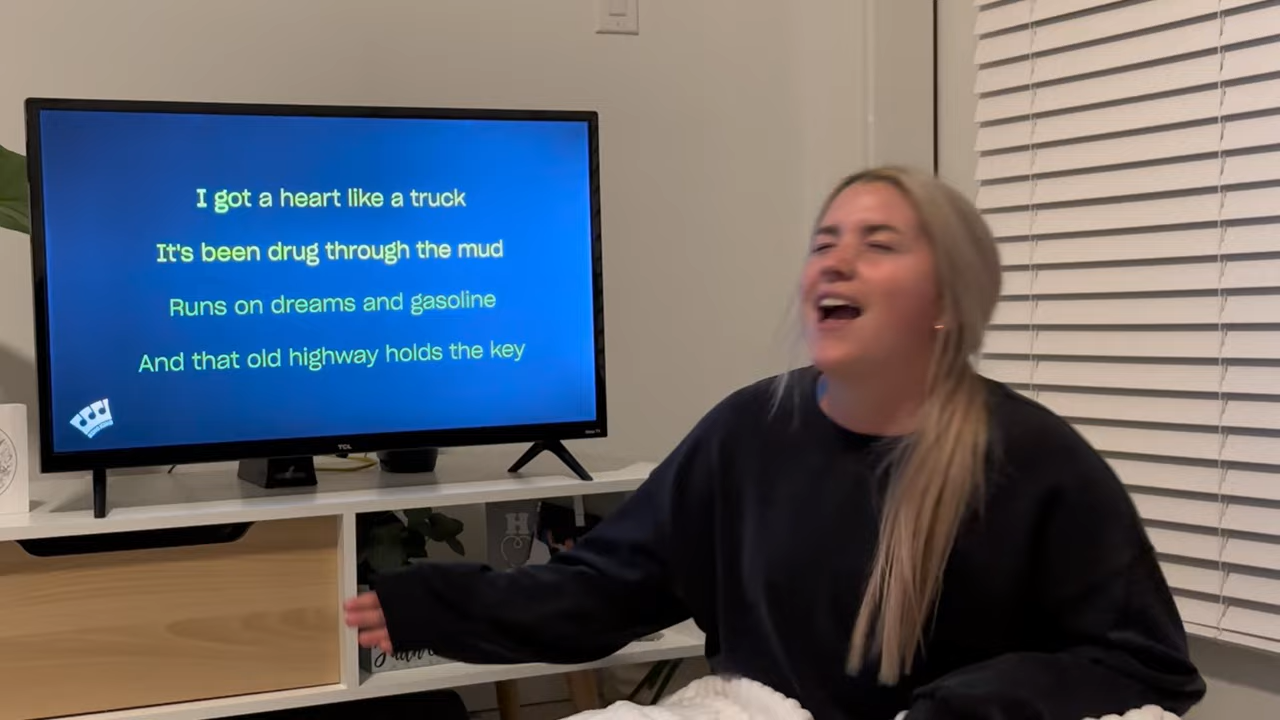 I got a heart like a truck
It's been drug through the mud
Runs on dreams and gasoline
And that old highway holds the key
TCL
H